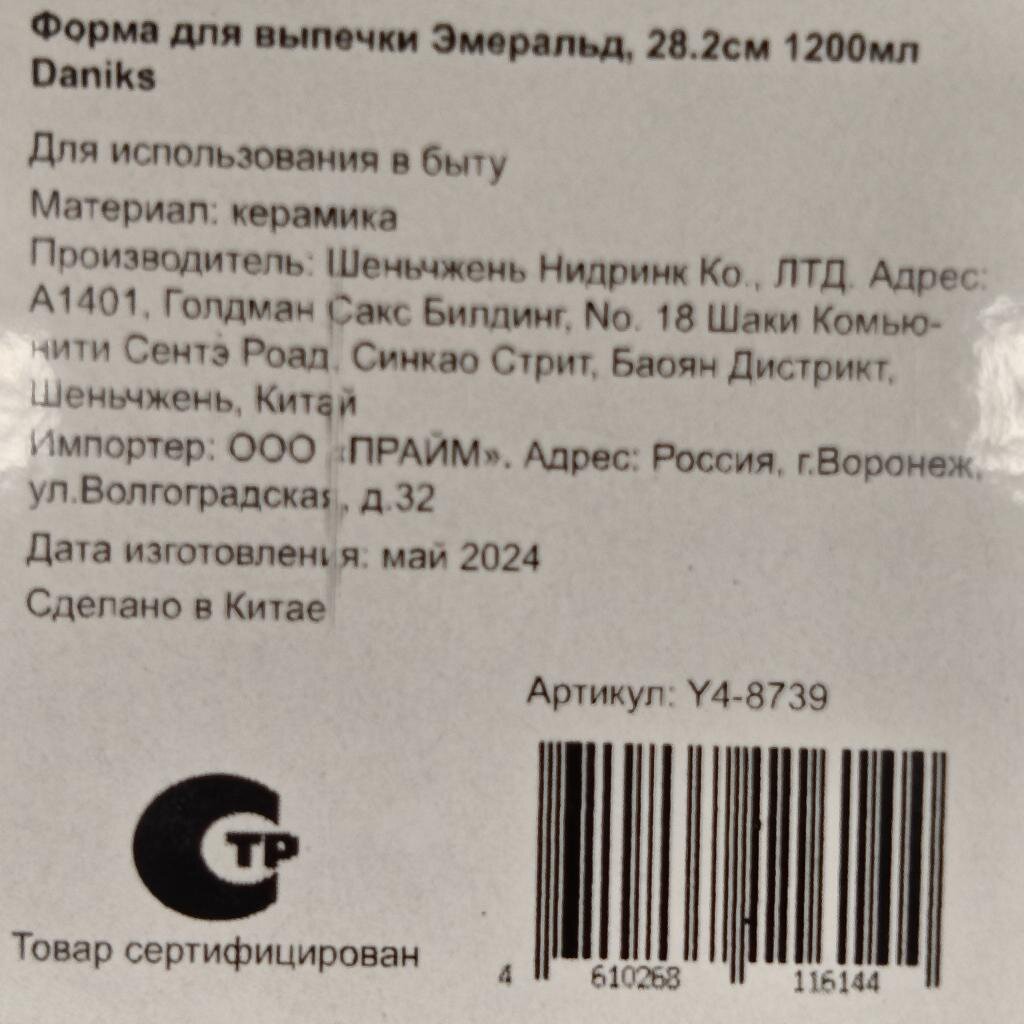 Форма для выпечки Эмеральд, 28.2см 1200мл
Daniks
Для использования в быту
Материал: керамика
Производитель: Шеньчжень Нидринк Ко., ЛТД. Адрес:
А1401, Голдман Сакс Билдинг, No. 18 Шаки Комью-
нити Сентэ Роад, Синкао Стрит, Баоян Дистрикт,
Шеньчжень, Китай
Импортер: ООО «ПРАЙМ». Адрес: Россия, г.Воронеж,
ул.Волгоградская, д.32
Дата изготовления: май 2024
Сделано в Китае
Артикул: Y4-8739
СТР
Товар сертифицирован
4 610268 116144